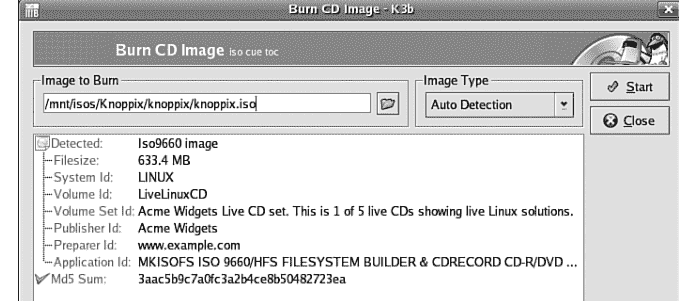 Burn CD Image - K3b
Burn CD Image iso cue toc
Image to Burn
Image Type
/mnt/isos/Knoppix/knoppix/knoppix.iso
Auto Detection
Start
Close
Detected: Iso9660 image
Filesize: 633.4 MB
System Id: LINUX
Volume Id: LiveLinuxCD
Volume Set Id: Acme Widgets Live CD set. This is 1 of 5 live CDs showing live Linux solutions.
Publisher Id: Acme Widgets
Preparer Id: www.example.com
Application Id: MKISOFS ISO 9660/HFS FILESYSTEM BUILDER & CDRECORD CD-R/DVD ...
Md5 Sum: 3aac5b9c7a0fc3a2b4ce8b50482723ea